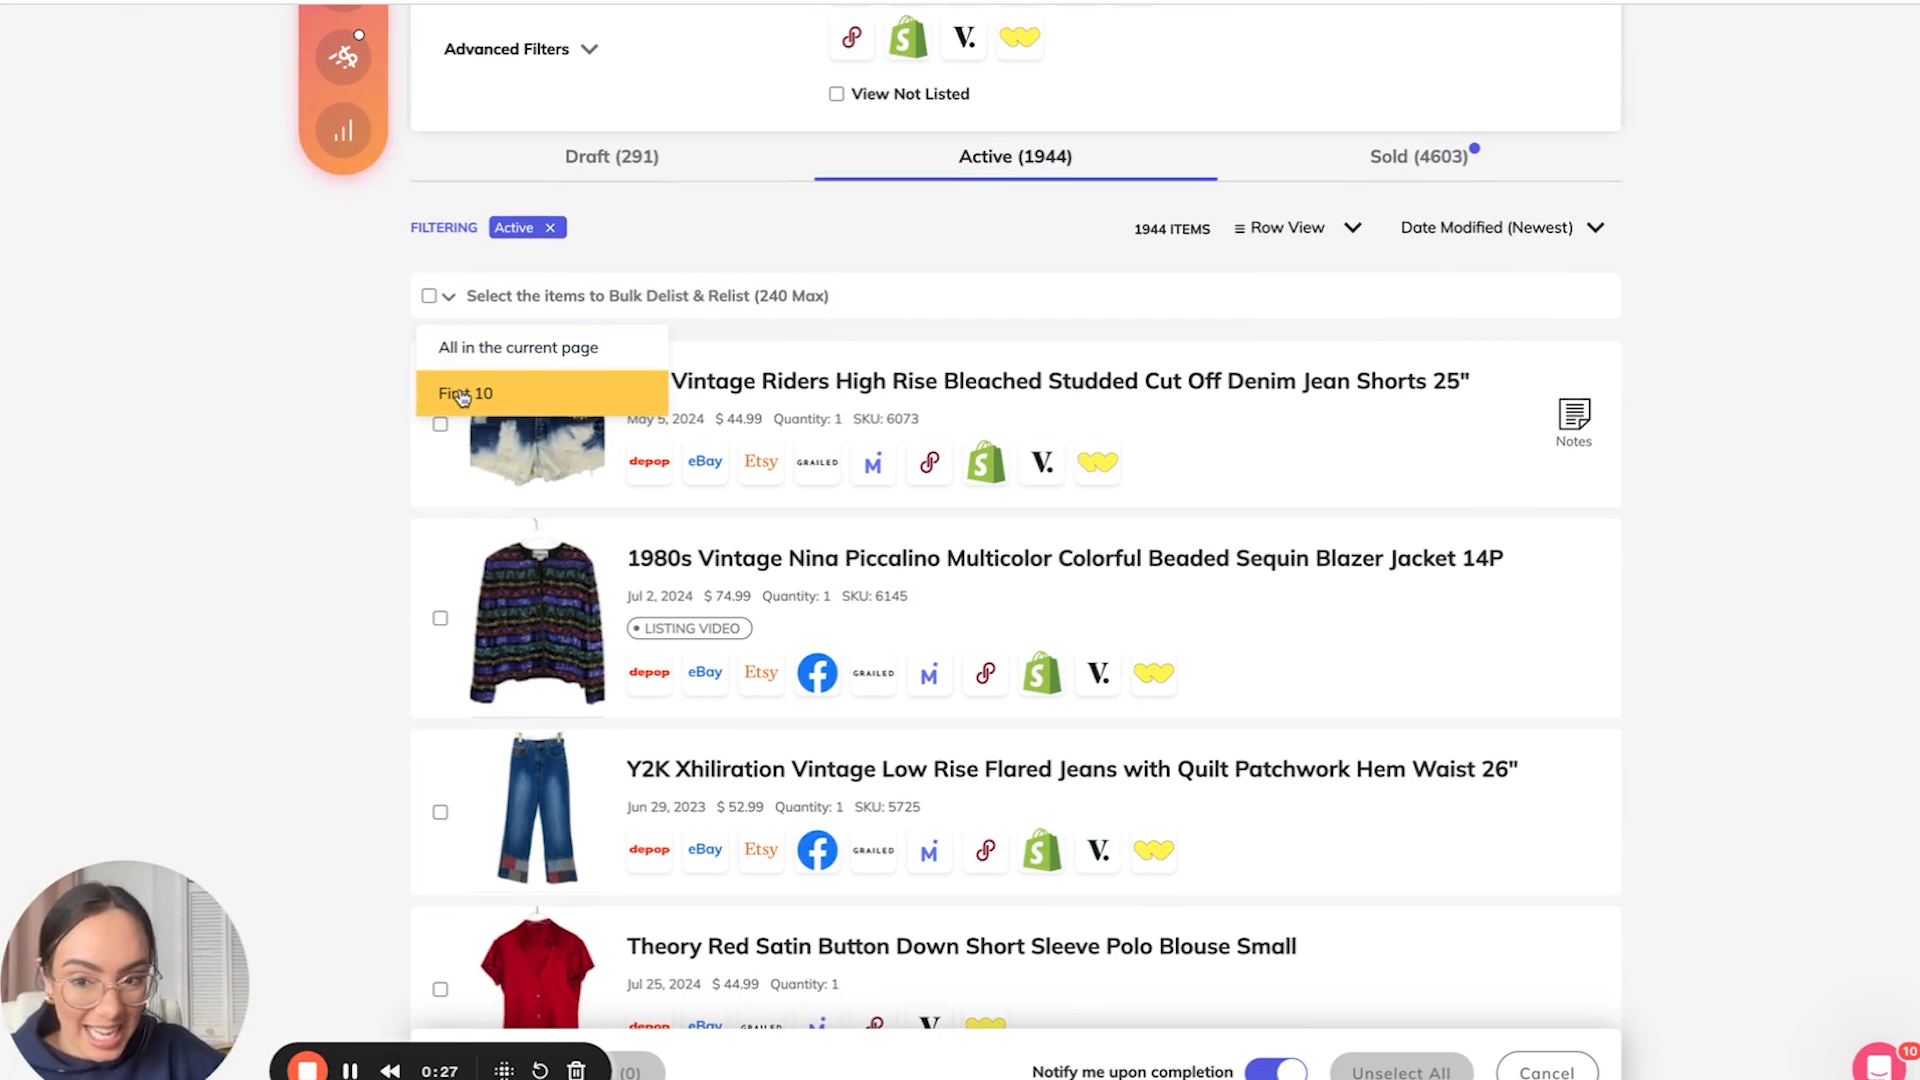 Advanced Filters
S
V.
View Not Listed
Draft (291)
Active (1944)
Sold (4603)
FILTERING
Active ×
1944 ITEMS
Row View
Date Modified (Newest)
Select the items to Bulk Delist & Relist (240 Max)
All in the current page
First 10
Vintage Riders High Rise Bleached Studded Cut Off Denim Jean Shorts 25"
May 5, 2024 $ 44.99 Quantity: 1 SKU: 6073
Notes
depop eBay Etsy GRAILED M S V.
1980s Vintage Nina Piccalino Multicolor Colorful Beaded Sequin Blazer Jacket 14P
Jul 2, 2024 $ 74.99 Quantity: 1 SKU: 6145
• LISTING VIDEO
depop eBay Etsy f GRAILED M S V.
Y2K Xhiliration Vintage Low Rise Flared Jeans with Quilt Patchwork Hem Waist 26"
Jun 29, 2023 $ 52.99 Quantity: 1 SKU: 5725
depop eBay Etsy f GRAILED M S V.
Theory Red Satin Button Down Short Sleeve Polo Blouse Small
Jul 25, 2024 $ 44.99 Quantity: 1
depop eBay GRAILED M V
0:27
(0)
Notify me upon completion
Unselect All
Cancel
10